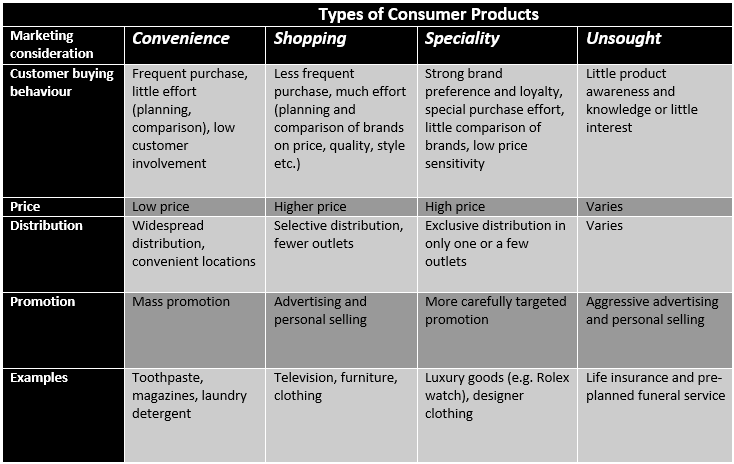 Types of Consumer Products
Marketing
consideration
Convenience
Shopping
Speciality
Unsought
Customer buying
behaviour
Frequent purchase,
little effort
(planning,
comparison), low
customer
involvement
Less frequent
purchase, much effort
(planning and
comparison of brands
on price, quality, style
etc.)
Strong brand
preference and loyalty,
special purchase effort,
little comparison of
brands, low price
sensitivity
Little product
awareness and
knowledge or little
interest
Price
Low price
Higher price
High price
Varies
Distribution
Widespread
distribution,
convenient locations
Selective distribution,
fewer outlets
Exclusive distribution in
only one or a few
outlets
Varies
Promotion
Mass promotion
Advertising and
personal selling
More carefully targeted
promotion
Aggressive advertising
and personal selling
Examples
Toothpaste,
magazines, laundry
detergent
Television, furniture,
clothing
Luxury goods (e.g. Rolex
watch), designer
clothing
Life insurance and pre-
planned funeral service